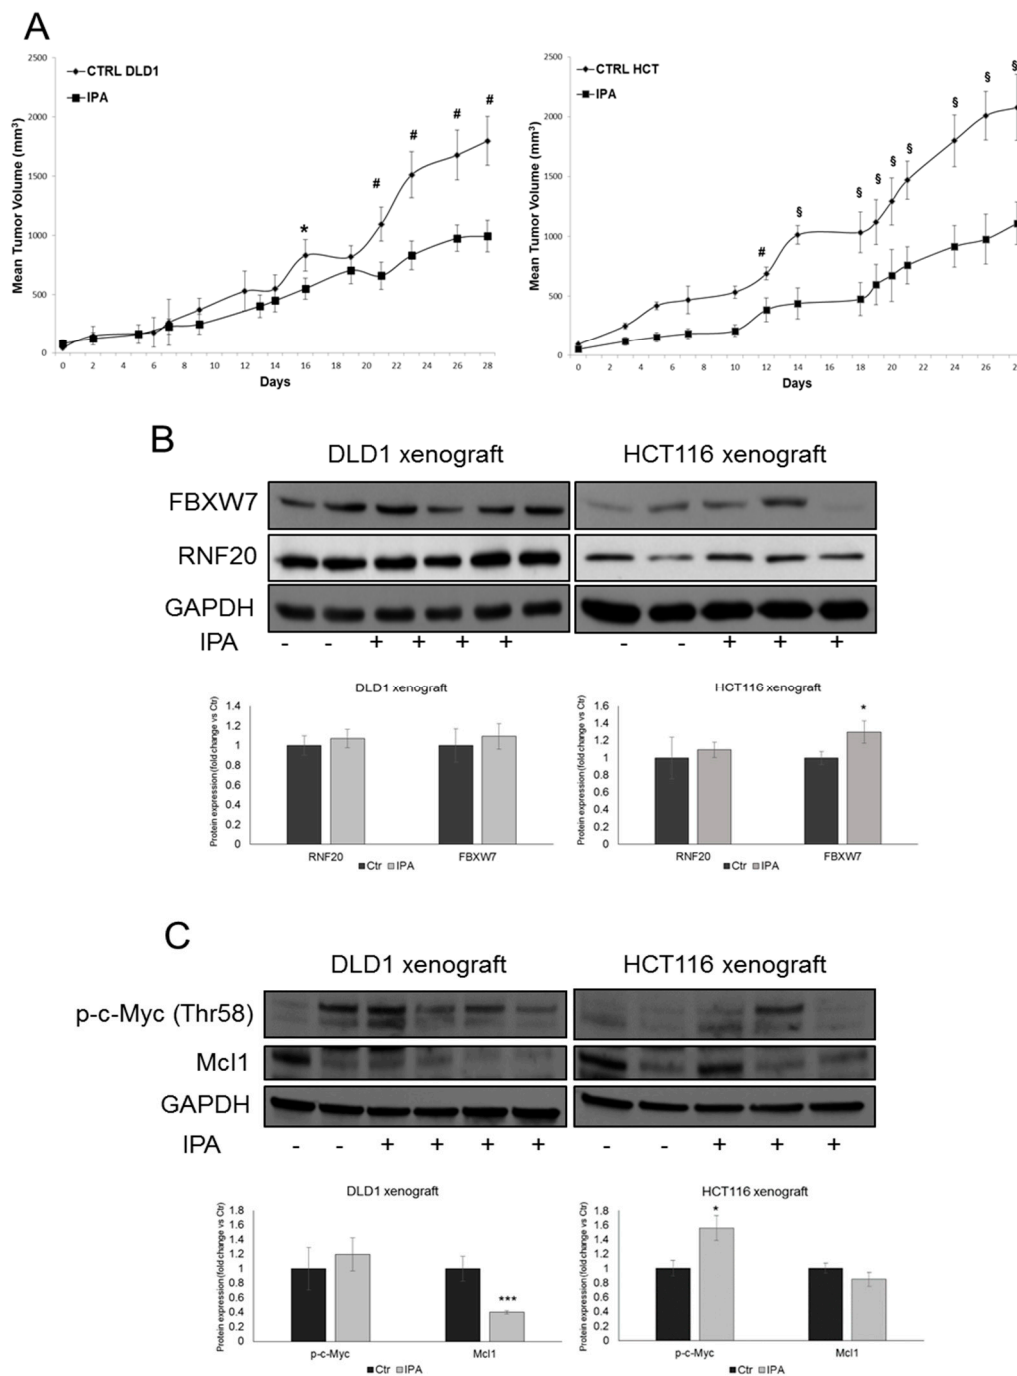 A
2500
2000
1500
1000
500
0
Mean Tumor Volume (mm³)
CTRL DLD1
IPA
* # # # #
0 2 4 6 8 10 12 14 16 18 20 22 24 26 28
Days
2500
2000
1500
1000
500
0
Mean Tumor Volume (mm³)
CTRL HCT
IPA
# § § § § § § § §
0 2 4 6 8 10 12 14 16 18 20 22 24 26
Days
B
DLD1 xenograft HCT116 xenograft
FBXW7
RNF20
GAPDH
IPA - - + + + + - - + + +
DLD1 xenograft
Protein expression (fold change vs Ctr)
1.4
1.2
1
0.8
0.6
0.4
0.2
0
RNF20 FBXW7
Ctr IPA
HCT116 xenograft
Protein expression (fold change vs Ctr)
1.6
1.4
1.2
1
0.8
0.6
0.4
0.2
0
*
RNF20 FBXW7
Ctr IPA
C
DLD1 xenograft HCT116 xenograft
p-c-Myc (Thr58)
Mcl1
GAPDH
IPA - - + + + + - - + + +
DLD1 xenograft
Protein expression (fold change vs Ctr)
1.8
1.6
1.4
1.2
1
0.8
0.6
0.4
0.2
0
***
p-c-Myc Mcl1
Ctr IPA
HCT116 xenograft
Protein expression (fold change vs Ctr)
1.8
1.6
1.4
1.2
1
0.8
0.6
0.4
0.2
0
*
p-c-Myc Mcl1
Ctr IPA